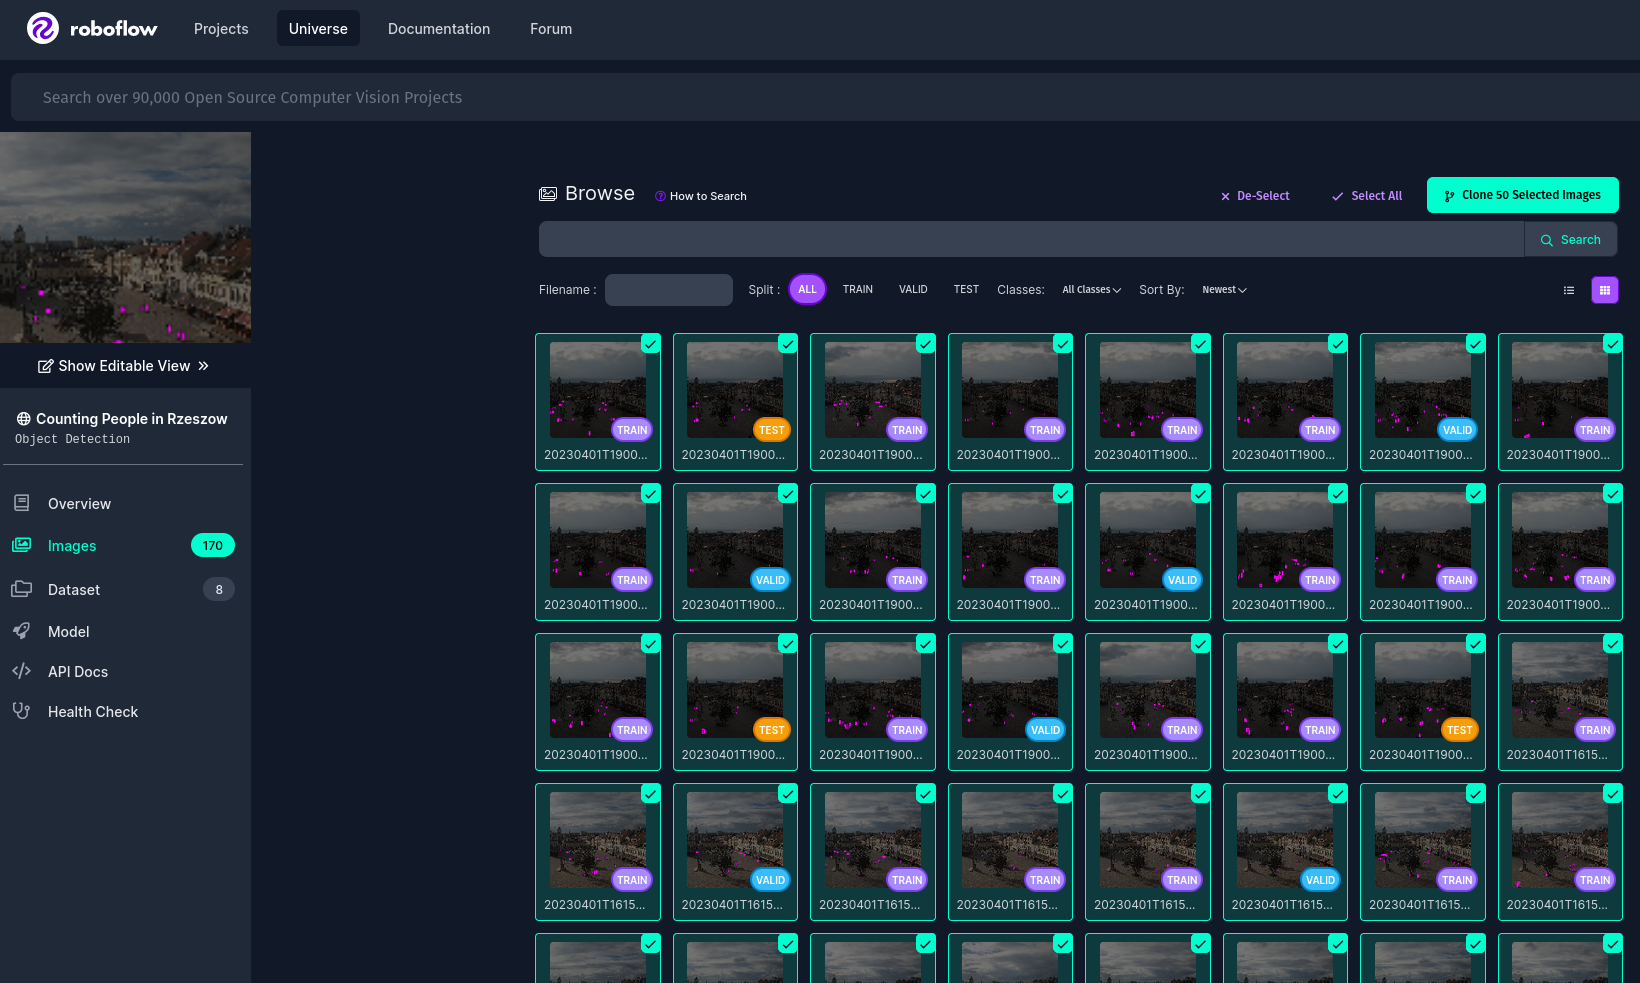 roboflow Projects Universe Documentation Forum
Search over 90,000 Open Source Computer Vision Projects
Browse How to Search De-Select Select All Clone 50 Selected Images
Search
Filename : Split : ALL TRAIN VALID TEST Classes: All Classes Sort By: Newest
Show Editable View
Counting People in Rzeszow
Object Detection
Overview
Images 170
Dataset 8
Model
API Docs
Health Check
TRAIN TEST TRAIN TRAIN TRAIN TRAIN VALID TRAIN
20230401T1900... 20230401T1900... 20230401T1900... 20230401T1900... 20230401T1900... 20230401T1900... 20230401T1900... 20230401T1900...
TRAIN VALID TRAIN TRAIN VALID TRAIN TRAIN TRAIN
20230401T1900... 20230401T1900... 20230401T1900... 20230401T1900... 20230401T1900... 20230401T1900... 20230401T1900... 20230401T1900...
TRAIN TEST TRAIN VALID TRAIN TRAIN TEST TRAIN
20230401T1900... 20230401T1900... 20230401T1900... 20230401T1900... 20230401T1900... 20230401T1900... 20230401T1900... 20230401T1615...
TRAIN VALID TRAIN TRAIN TRAIN VALID TRAIN TRAIN
20230401T1615... 20230401T1615... 20230401T1615... 20230401T1615... 20230401T1615... 20230401T1615... 20230401T1615... 20230401T1615...